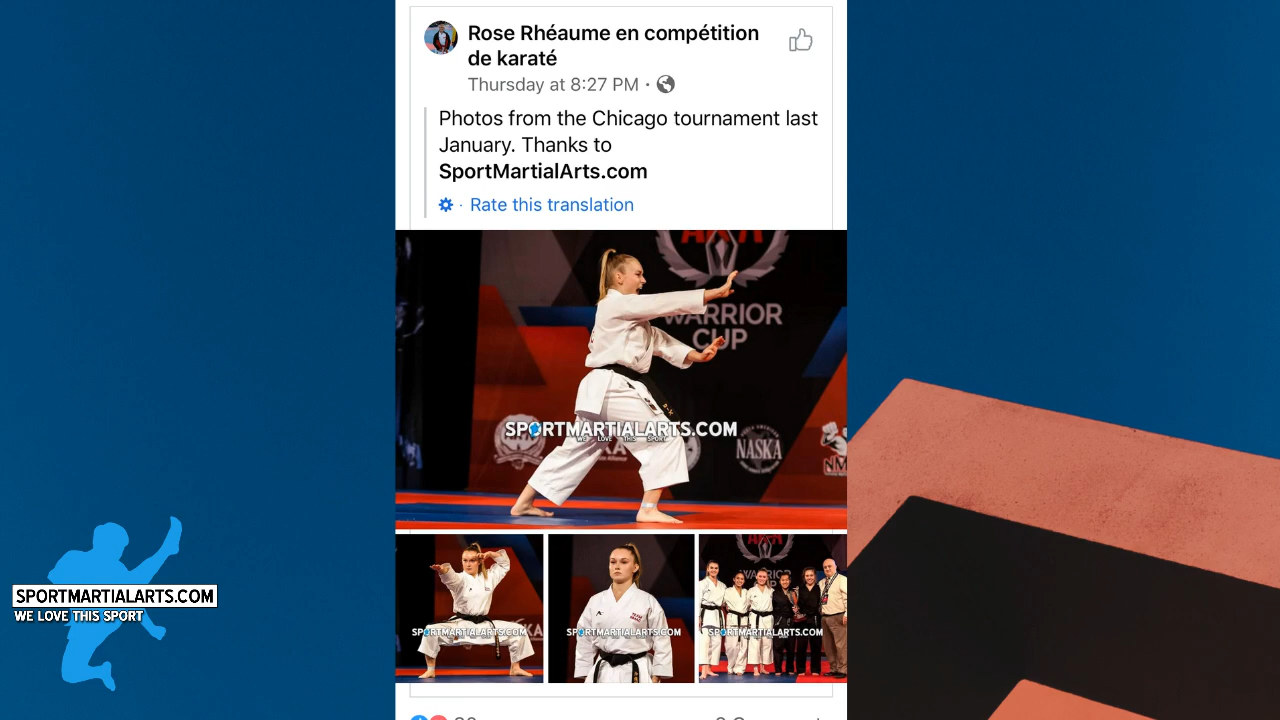 Rose Rhéaume en compétition
de karaté
Thursday at 8:27 PM ·
Photos from the Chicago tournament last
January. Thanks to
SportMartialArts.com
· Rate this translation
WARRIOR
CUP
SPORTMARTIALARTS.COM
WE LOVE THIS SPORT
NASKA
SPORTMARTIALARTS.COM
SPORTMARTIALARTS.COM
WARRIOR
SPORTMARTIALARTS.COM
SPORTMARTIALARTS.COM
WE LOVE THIS SPORT